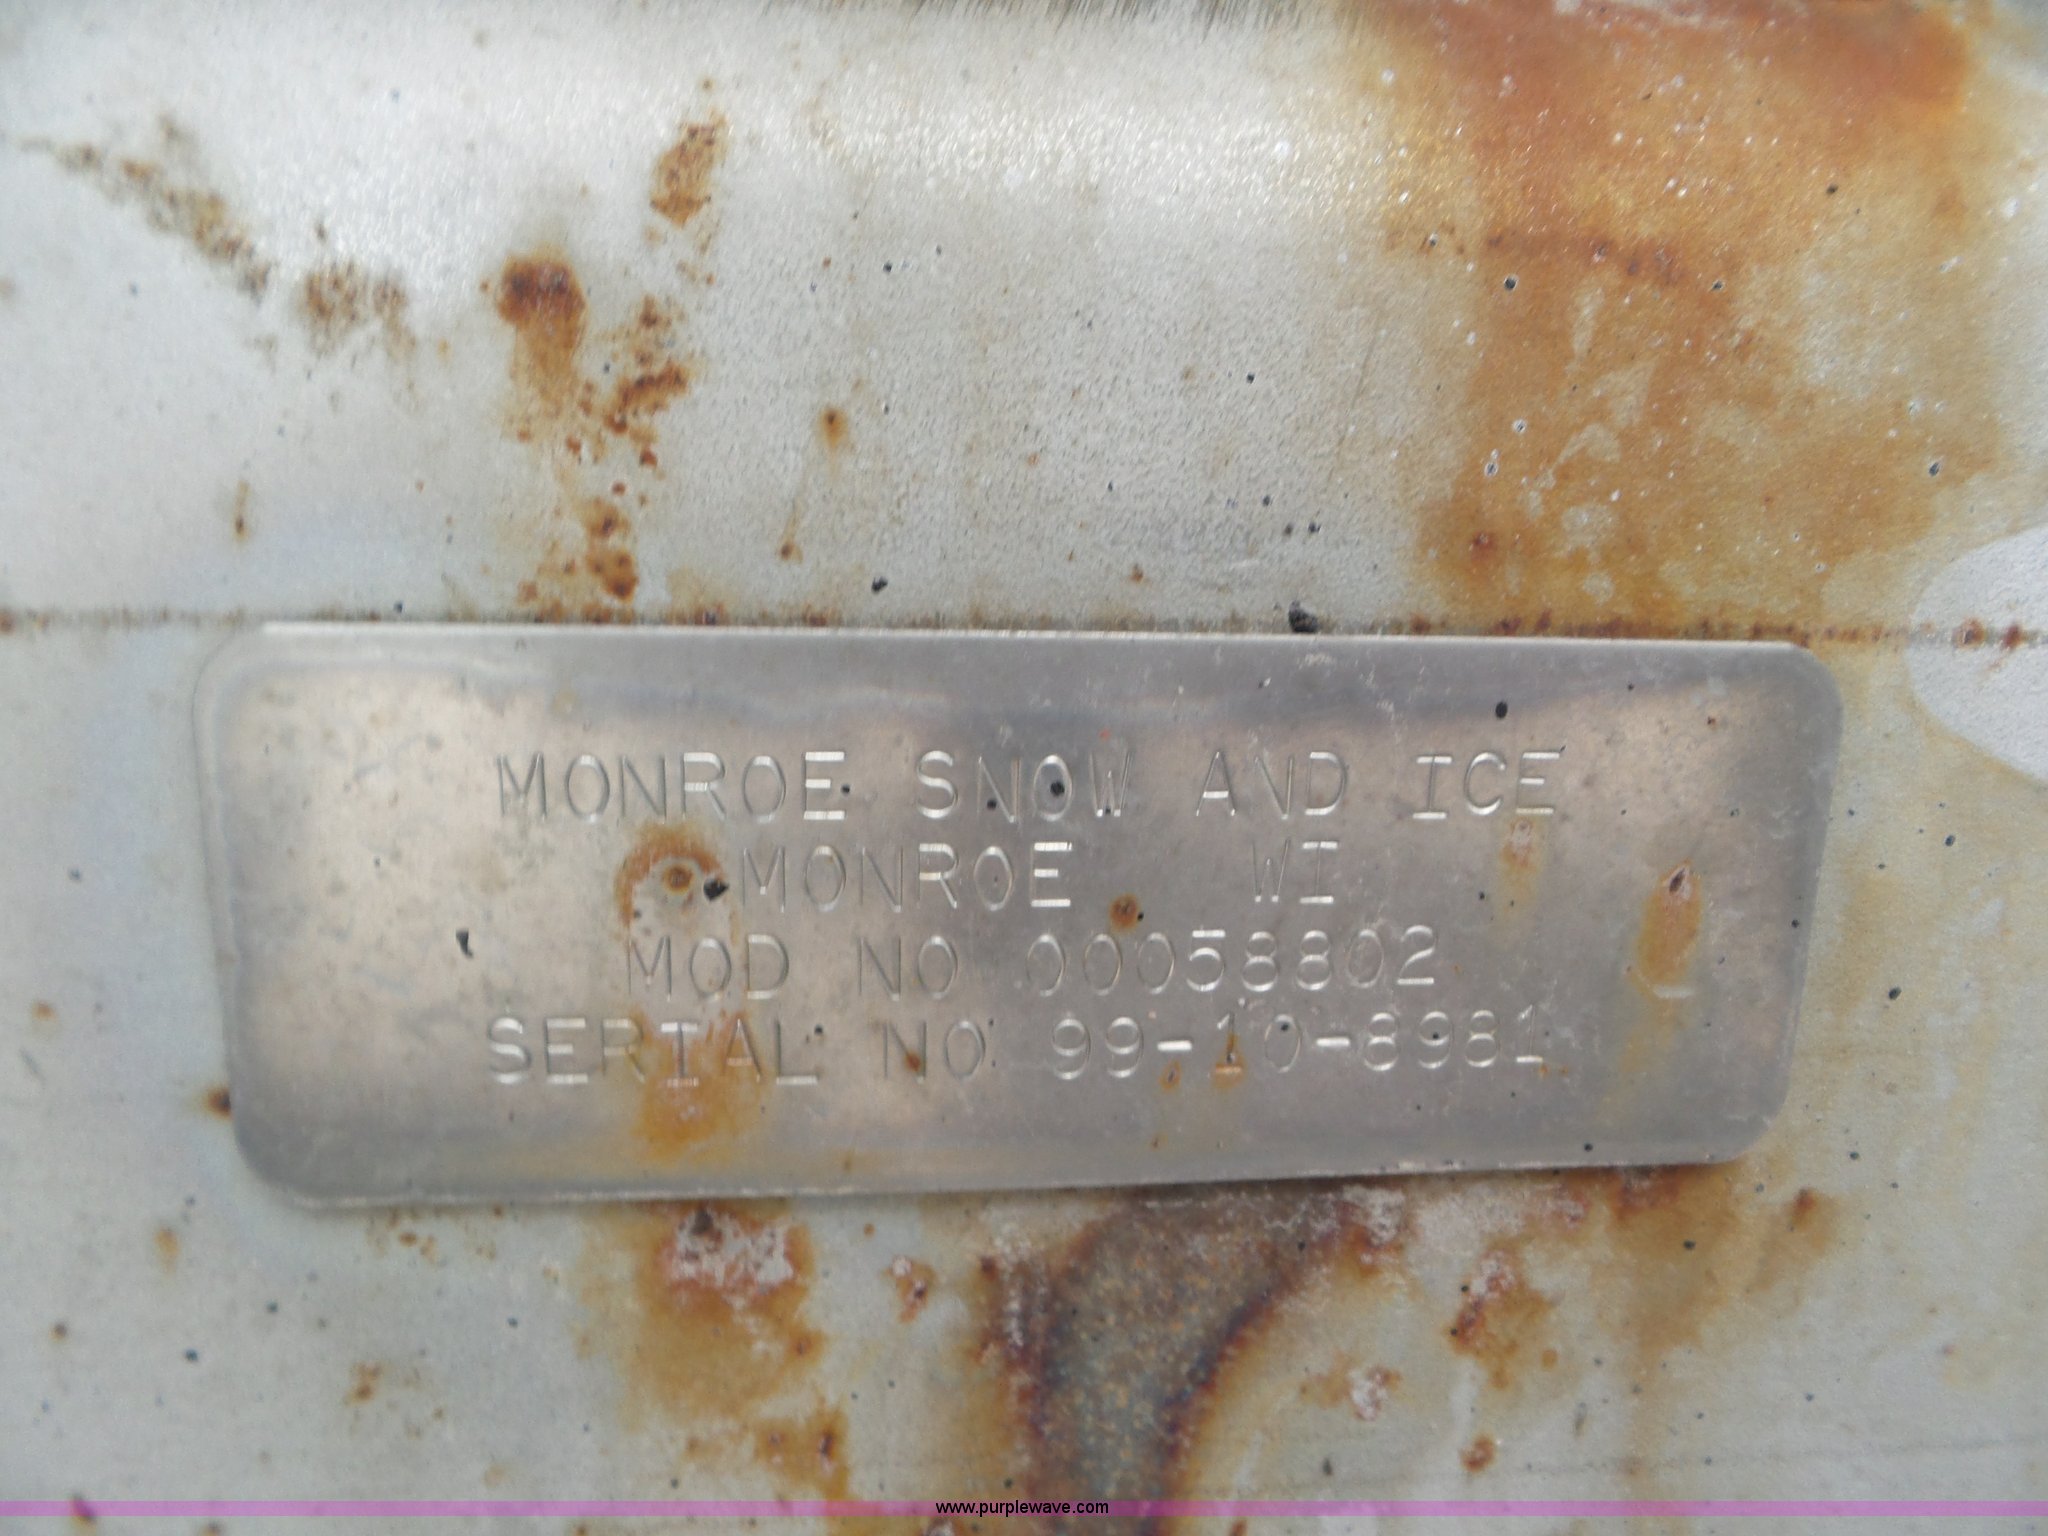 MONROE SNOW AND ICE
MONROE WI
MOD NO 00058802
SERIAL NO 99-10-8981
www.purplewave.com